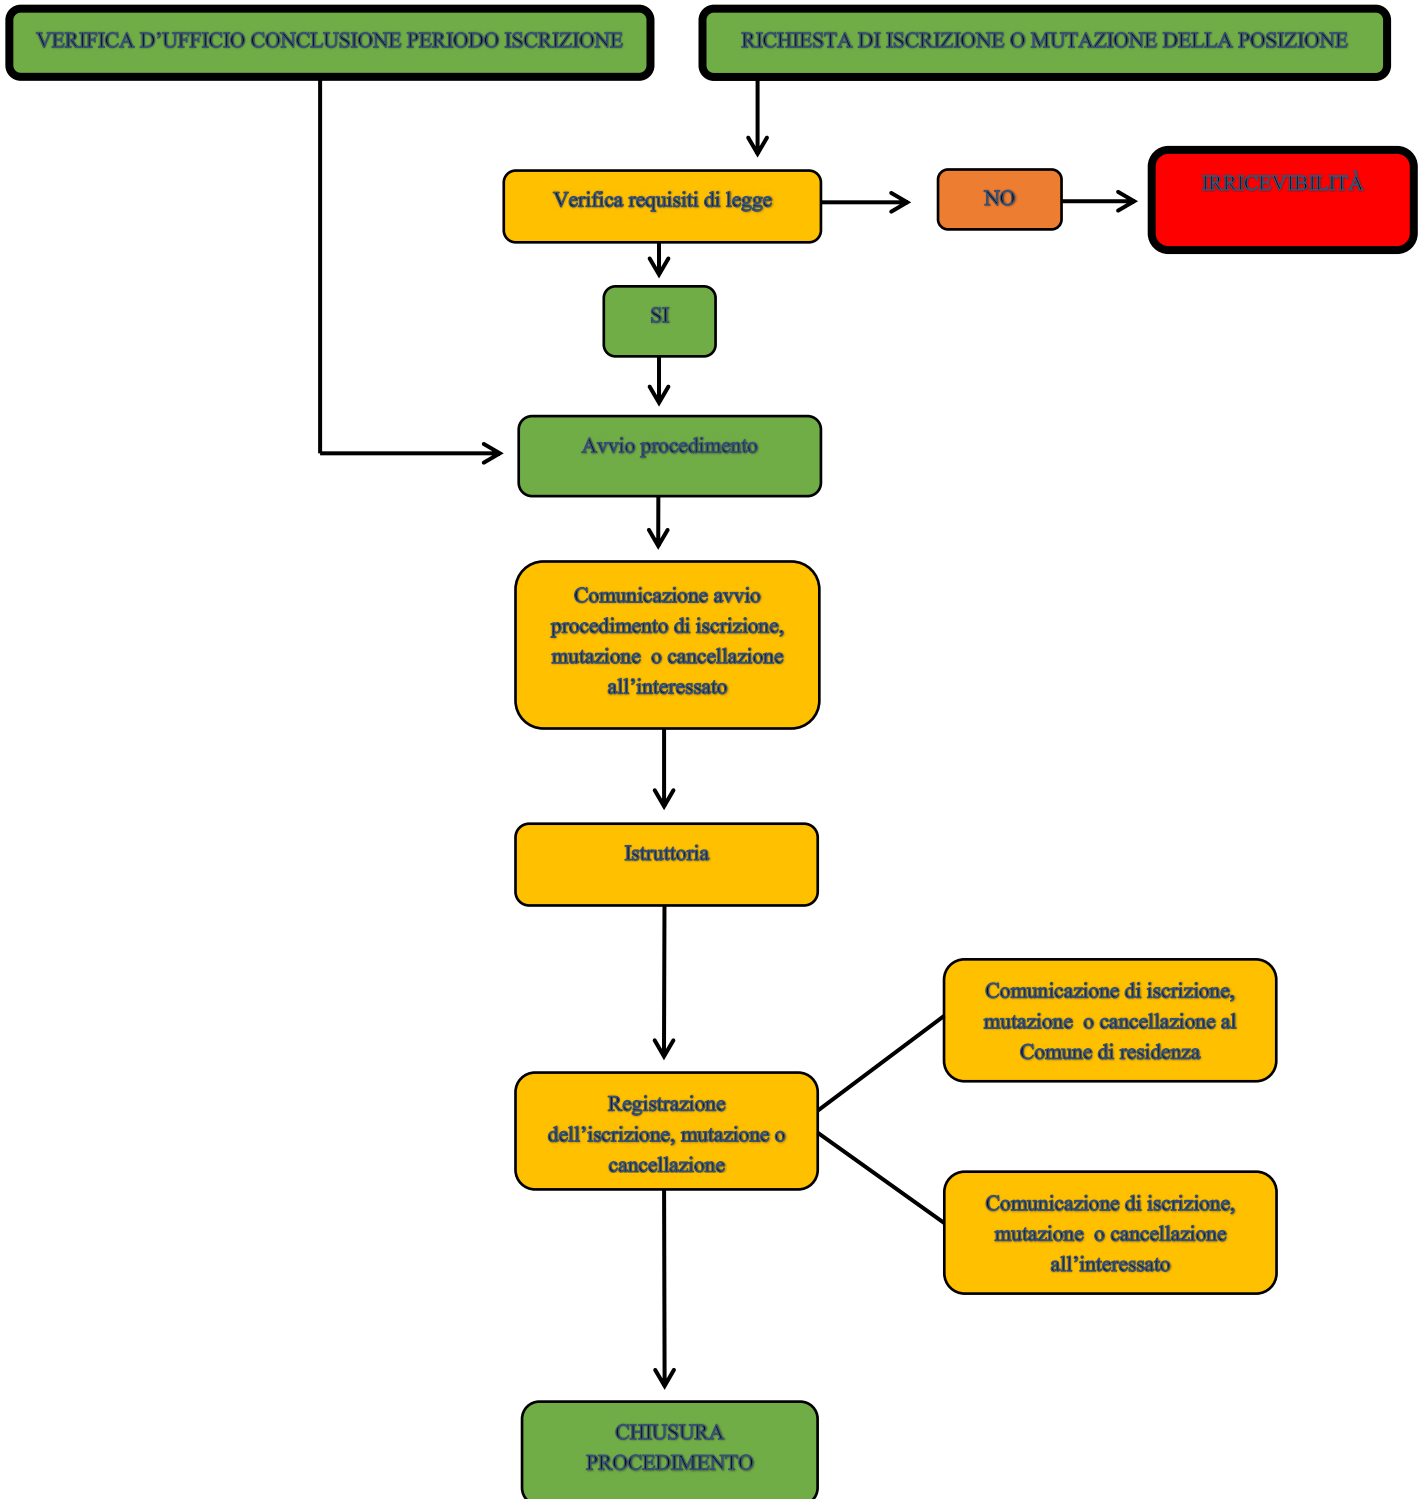 VERIFICA D’UFFICIO CONCLUSIONE PERIODO ISCRIZIONE
RICHIESTA DI ISCRIZIONE O MUTAZIONE DELLA POSIZIONE
Verifica requisiti di legge
NO
IRRICEVIBILITÀ
SI
Avvio procedimento
Comunicazione avvio
procedimento di iscrizione,
mutazione o cancellazione
all’interessato
Istruttoria
Comunicazione di iscrizione,
mutazione o cancellazione al
Comune di residenza
Registrazione
dell’iscrizione, mutazione o
cancellazione
Comunicazione di iscrizione,
mutazione o cancellazione
all’interessato
CHIUSURA
PROCEDIMENTO